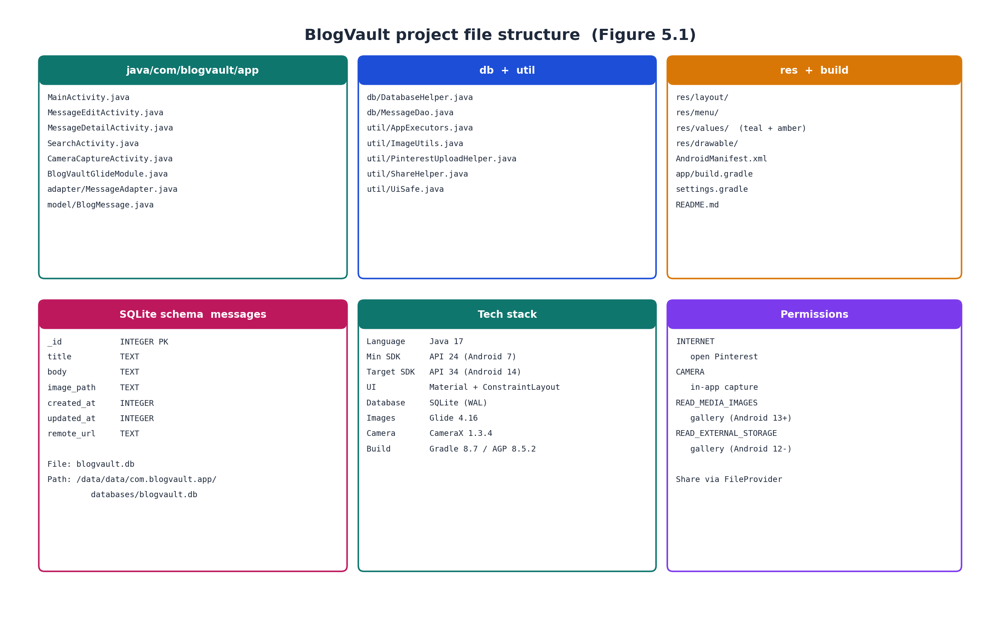 BlogVault project file structure  (Figure 5.1)
java/com/blogvault/app
MainActivity.java
MessageEditActivity.java
MessageDetailActivity.java
SearchActivity.java
CameraCaptureActivity.java
BlogVaultGlideModule.java
adapter/MessageAdapter.java
model/BlogMessage.java
db  +  util
db/DatabaseHelper.java
db/MessageDao.java
util/AppExecutors.java
util/ImageUtils.java
util/PinterestUploadHelper.java
util/ShareHelper.java
util/UiSafe.java
res  +  build
res/layout/
res/menu/
res/values/  (teal + amber)
res/drawable/
AndroidManifest.xml
app/build.gradle
settings.gradle
README.md
SQLite schema  messages
_id            INTEGER PK
title          TEXT
body           TEXT
image_path     TEXT
created_at     INTEGER
updated_at     INTEGER
remote_url     TEXT
File: blogvault.db
Path: /data/data/com.blogvault.app/
databases/blogvault.db
Tech stack
Language     Java 17
Min SDK      API 24 (Android 7)
Target SDK   API 34 (Android 14)
UI           Material + ConstraintLayout
Database     SQLite (WAL)
Images       Glide 4.16
Camera       CameraX 1.3.4
Build        Gradle 8.7 / AGP 8.5.2
Permissions
INTERNET
open Pinterest
CAMERA
in-app capture
READ_MEDIA_IMAGES
gallery (Android 13+)
READ_EXTERNAL_STORAGE
gallery (Android 12-)
Share via FileProvider